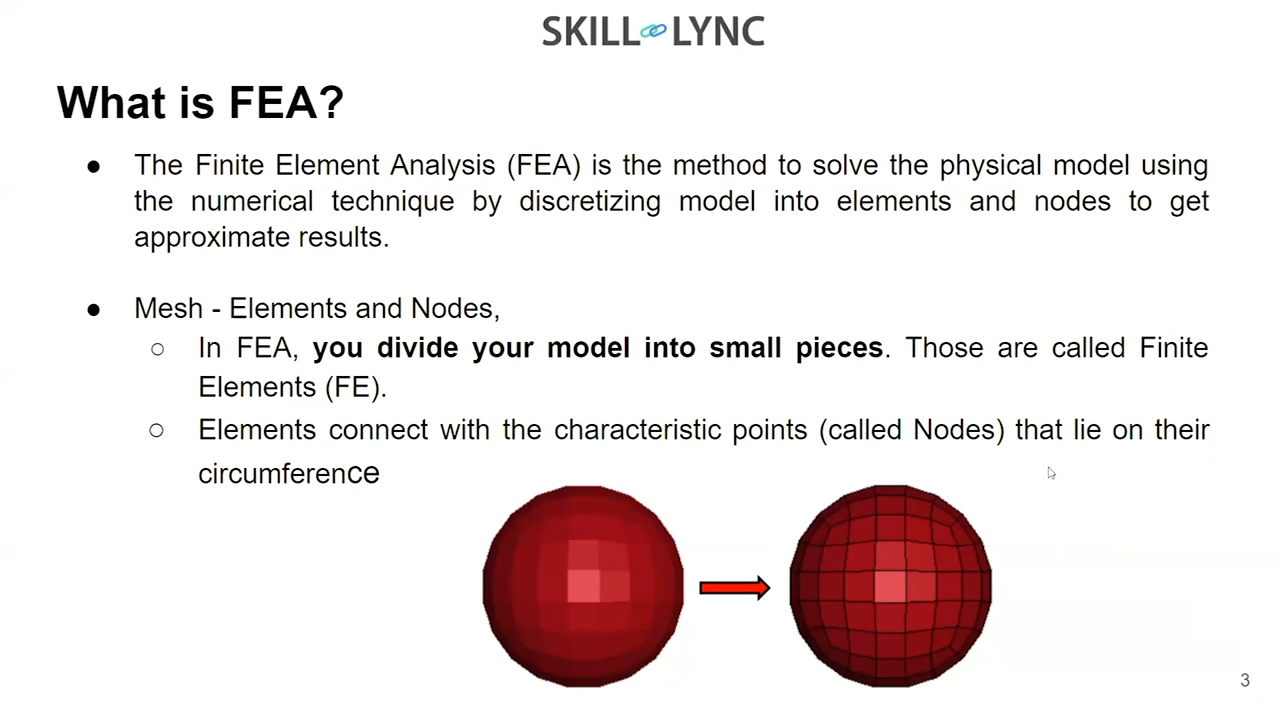 SKILL LYNC
What is FEA?
● The Finite Element Analysis (FEA) is the method to solve the physical model using
the numerical technique by discretizing model into elements and nodes to get
approximate results.
● Mesh - Elements and Nodes,
○ In FEA, you divide your model into small pieces. Those are called Finite
Elements (FE).
○ Elements connect with the characteristic points (called Nodes) that lie on their
circumference
3